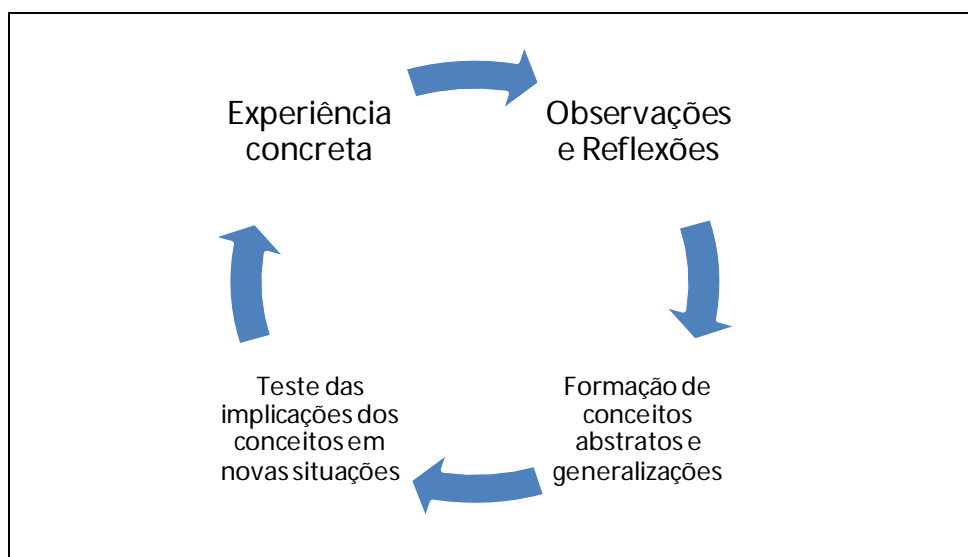 Experiência
concreta
Observações
e Reflexões
Formação de
conceitos
abstratos e
generalizações
Teste das
implicações dos
conceitos em
novas situações